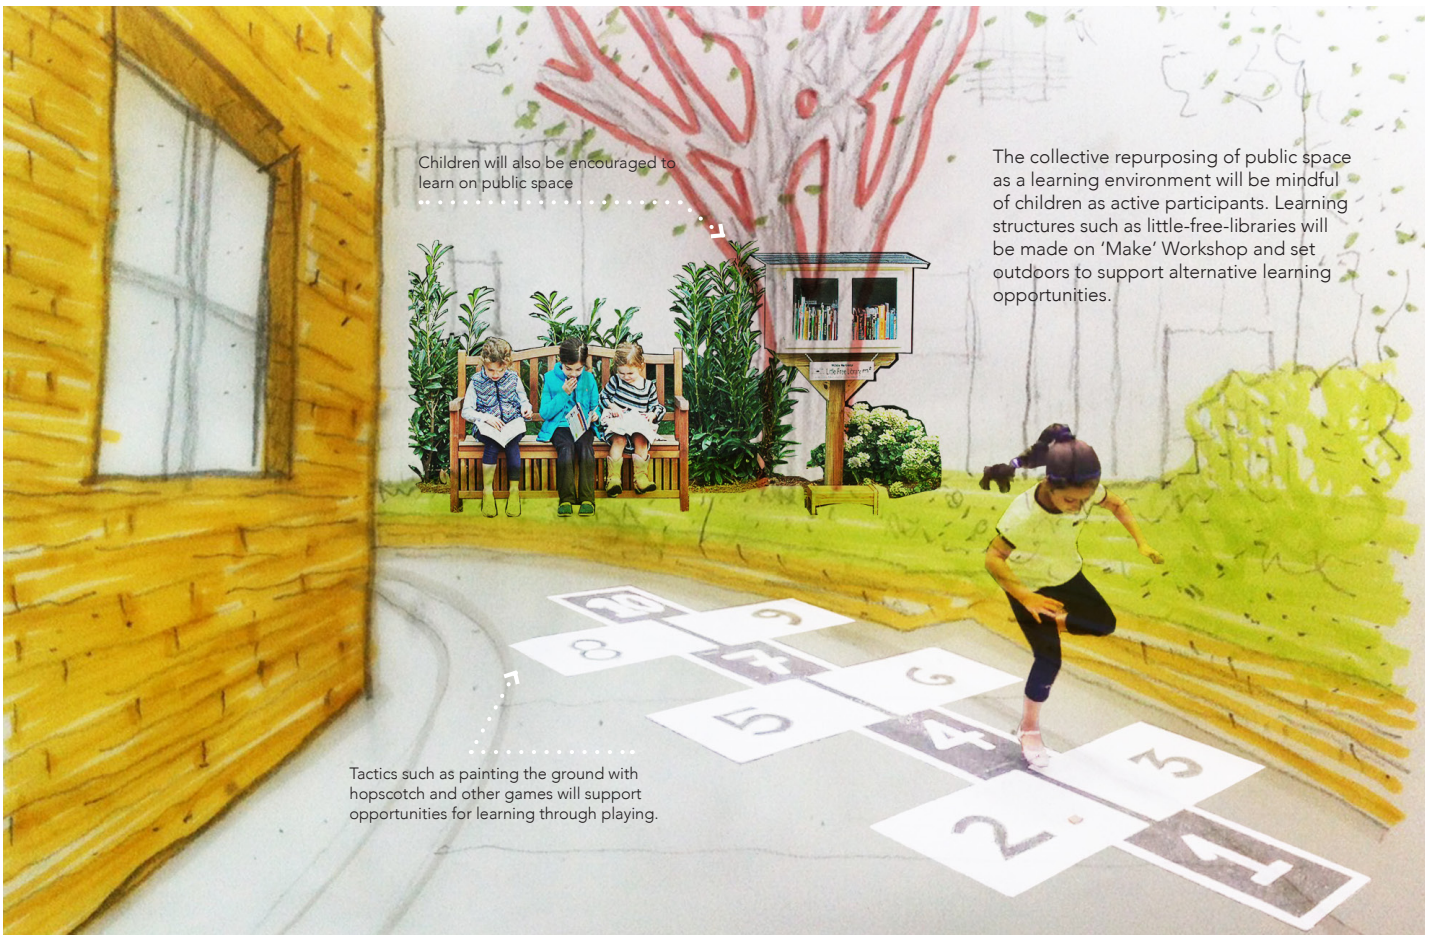 Children will also be encouraged to
learn on public space
The collective repurposing of public space
as a learning environment will be mindful
of children as active participants. Learning
structures such as little-free-libraries will
be made on ‘Make’ Workshop and set
outdoors to support alternative learning
opportunities.
Little Free Library
10
9
8
7
6
5
4
3
2
1
Tactics such as painting the ground with
hopscotch and other games will support
opportunities for learning through playing.